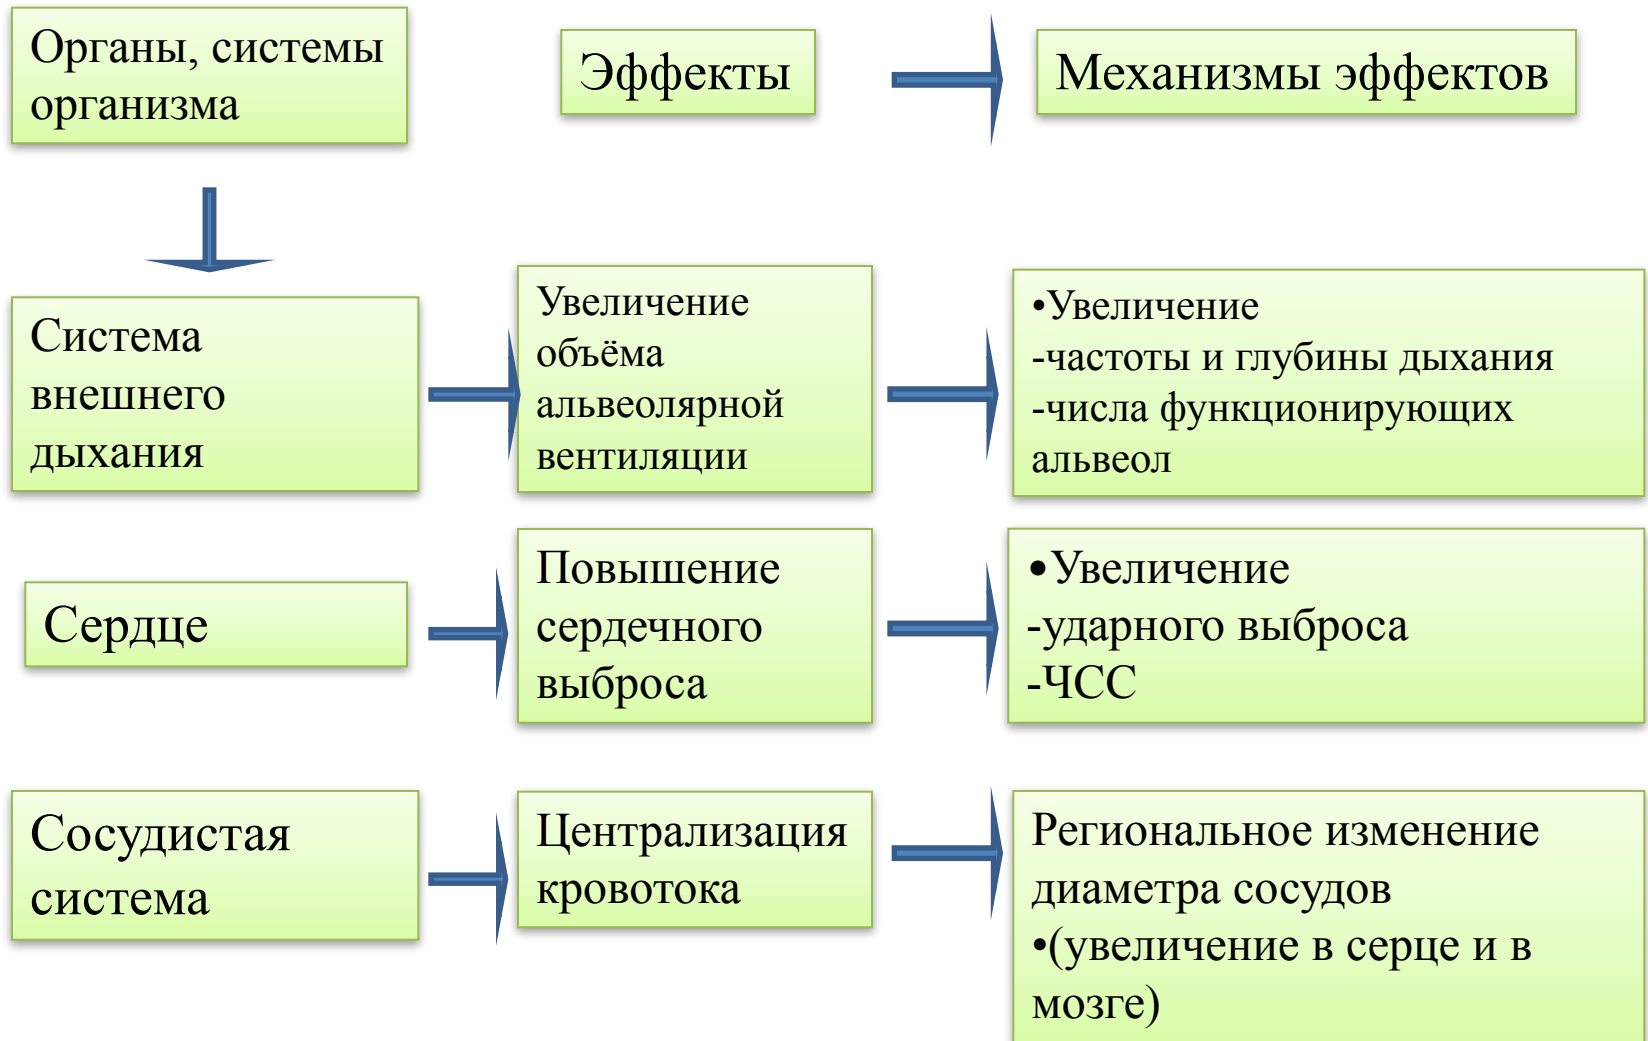 Органы, системы
организма
Эффекты
Механизмы эффектов
Система
внешнего
дыхания
Увеличение
объёма
альвеолярной
вентиляции
•Увеличение
-частоты и глубины дыхания
-числа функционирующих
альвеол
Сердце
Повышение
сердечного
выброса
•Увеличение
-ударного выброса
-ЧСС
Сосудистая
система
Централизация
кровотока
Региональное изменение
диаметра сосудов
•(увеличение в серце и в
мозге)